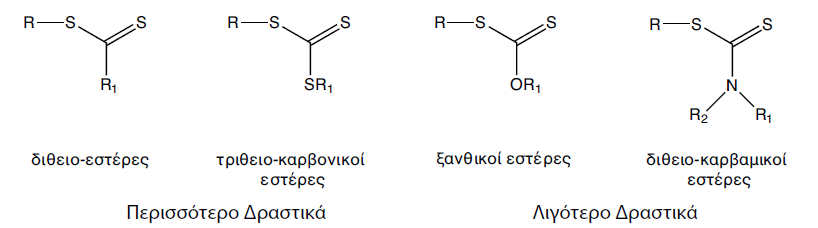 R S S R1
R S S SR1
R S S OR1
R S S N R2 R1
διθειο-εστέρες
τριθειο-καρβονικοί
εστέρες
ξανθικοί εστέρες
διθειο-καρβαμικοί
εστέρες
Περισσότερο Δραστικά
Λιγότερο Δραστικά